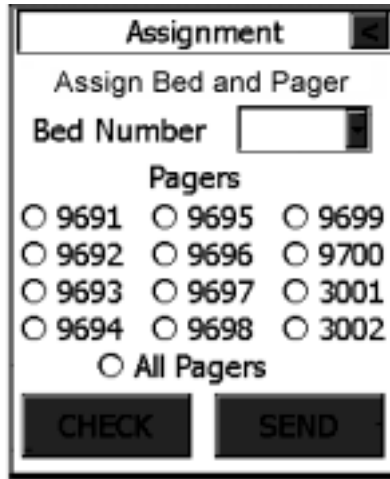 Assignment <
Assign Bed and Pager
Bed Number
Pagers
9691 9695 9699
9692 9696 9700
9693 9697 3001
9694 9698 3002
All Pagers
CHECK SEND